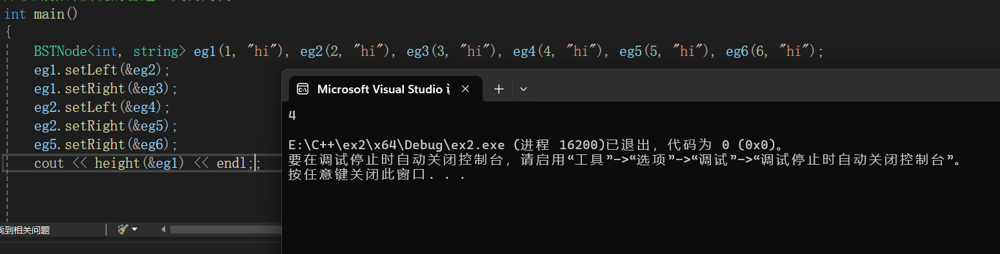 int main()
{
BSTNode<int, string> eg1(1, "hi"), eg2(2, "hi"), eg3(3, "hi"), eg4(4, "hi"), eg5(5, "hi"), eg6(6, "hi");
eg1.setLeft(&eg2);
eg1.setRight(&eg3);
eg2.setLeft(&eg4);
eg2.setRight(&eg5);
eg5.setRight(&eg6);
cout << height(&eg1) << endl;;
找到相关问题
Microsoft Visual Studio
4
E:\C++\ex2\x64\Debug\ex2.exe (进程 16200)已退出，代码为 0 (0x0)。
要在调试停止时自动关闭控制台，请启用“工具”->“选项”->“调试”->“调试停止时自动关闭控制台”。
按任意键关闭此窗口. . .